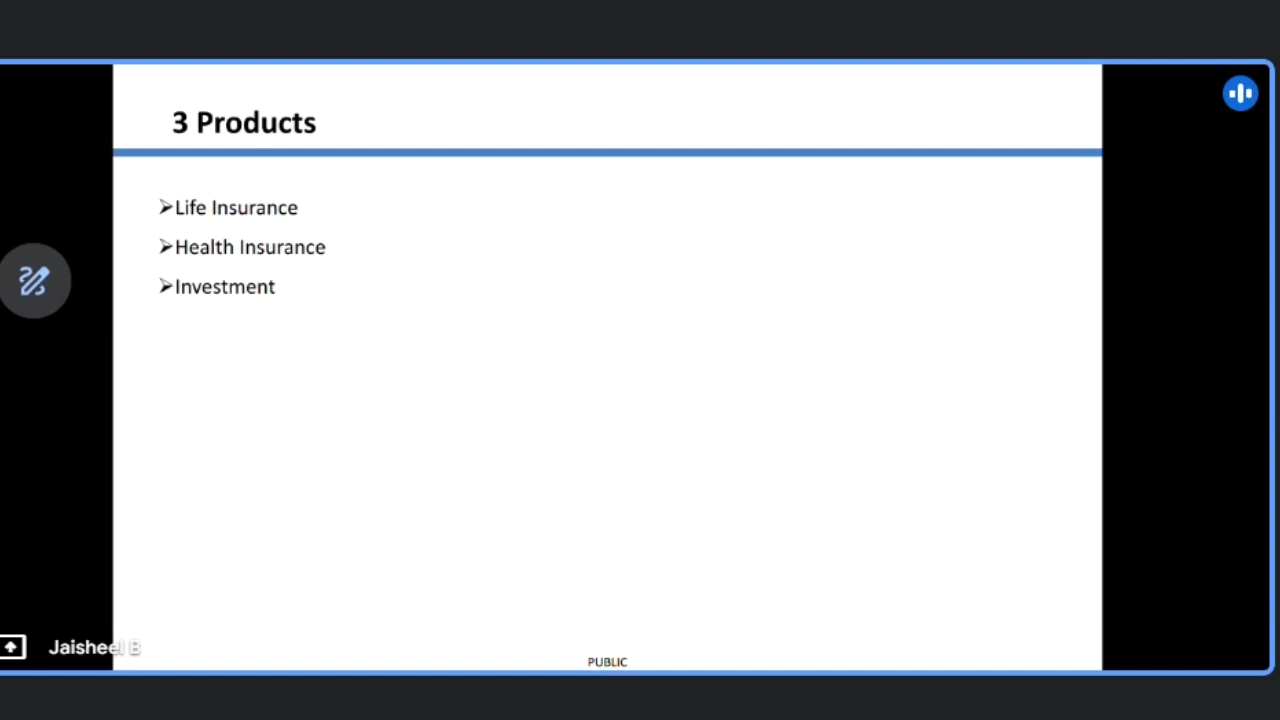 3 Products
➢Life Insurance
➢Health Insurance
➢Investment
Jaisheel B
PUBLIC